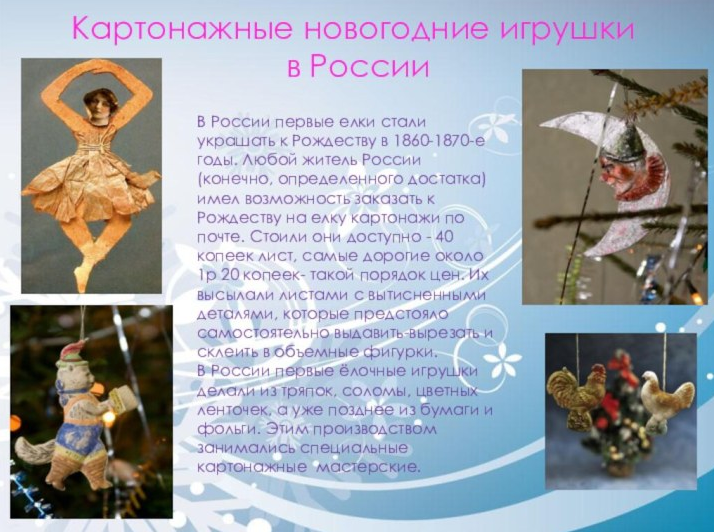 Картонажные новогодние игрушки
в России
В России первые елки стали
украшать к Рождеству в 1860-1870-е
годы. Любой житель России
(конечно, определенного достатка)
имел возможность заказать к
Рождеству на елку картонажи по
почте. Стоили они доступно - 40
копеек лист, самые дорогие около
1р 20 копеек- такой порядок цен. Их
высылали листами с вытисненными
деталями, которые предстояло
самостоятельно выдавить-вырезать и
склеить в объемные фигурки.
В России первые ёлочные игрушки
делали из тряпок, соломы, цветных
ленточек, а уже позднее из бумаги и
фольги. Этим производством
занимались специальные
картонажные мастерские.